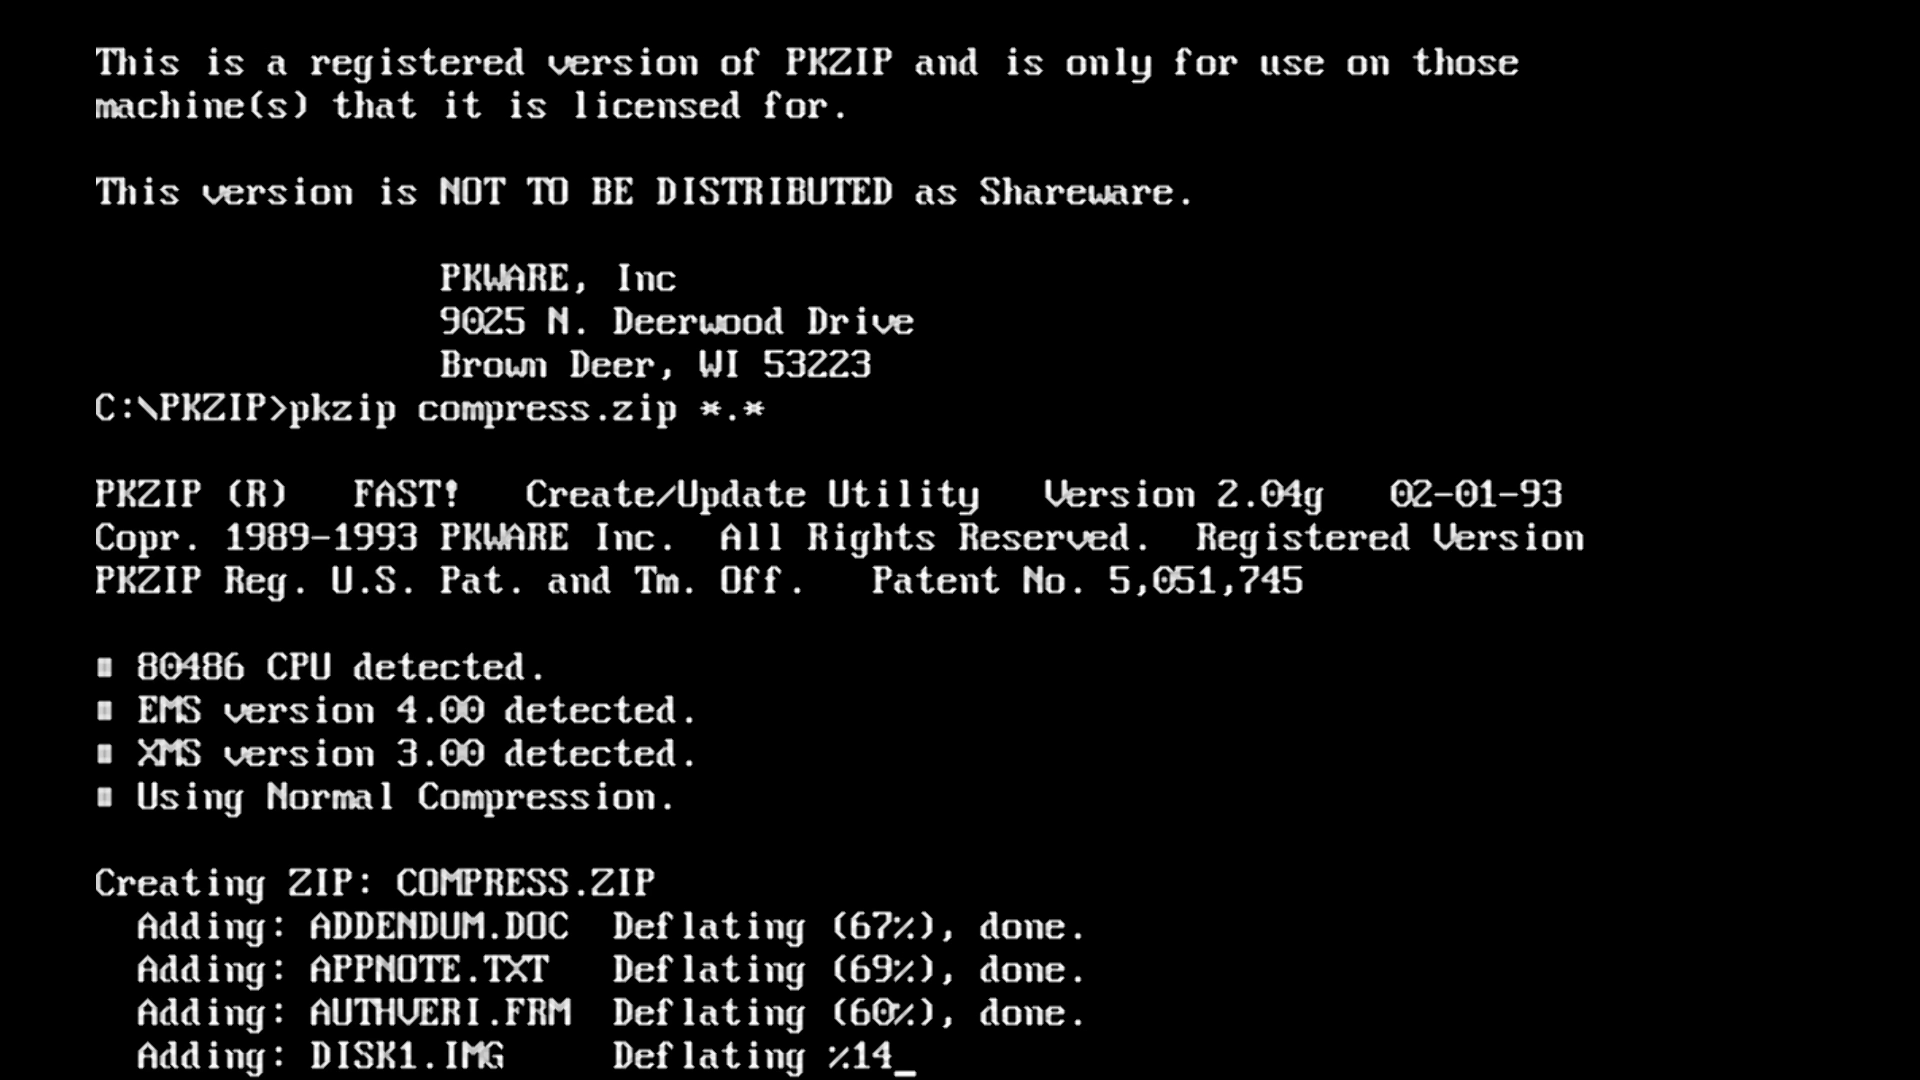 This is a registered version of PKZIP and is only for use on those
machine(s) that it is licensed for.
This version is NOT TO BE DISTRIBUTED as Shareware.
PKWARE, Inc
9025 N. Deerwood Drive
Brown Deer, WI 53223
C:\PKZIP>pkzip compress.zip *.*
PKZIP (R)   FAST!   Create/Update Utility   Version 2.04g   02-01-93
Copr. 1989-1993 PKWARE Inc.  All Rights Reserved.  Registered Version
PKZIP Reg. U.S. Pat. and Tm. Off.   Patent No. 5,051,745
■ 80486 CPU detected.
■ EMS version 4.00 detected.
■ XMS version 3.00 detected.
■ Using Normal Compression.
Creating ZIP: COMPRESS.ZIP
Adding: ADDENDUM.DOC  Deflating (67%), done.
Adding: APPNOTE.TXT   Deflating (69%), done.
Adding: AUTHVERI.FRM  Deflating (60%), done.
Adding: DISK1.IMG     Deflating %14_